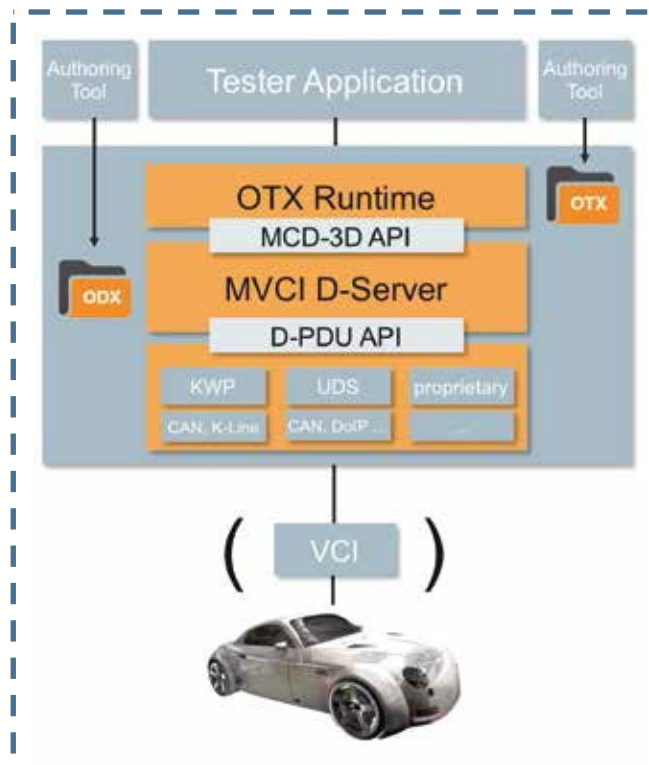 Authoring
Tool
Tester Application
Authoring
Tool
OTX Runtime
OTX
MCD-3D API
MVCI D-Server
ODX
D-PDU API
KWP
UDS
proprietary
CAN, K-Line
CAN, DoIP ...
...
( VCI )